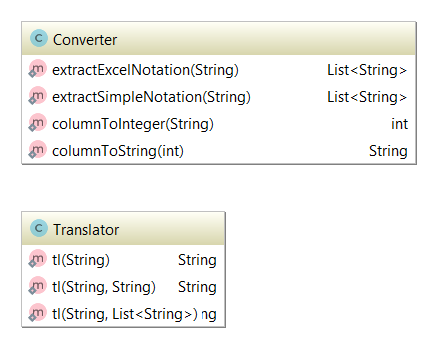 C Converter
m extractExcelNotation(String) List<String>
m extractSimpleNotation(String) List<String>
m columnToInteger(String) int
m columnToString(int) String
C Translator
m tl(String) String
m tl(String, String) String
m tl(String, List<String>) ng